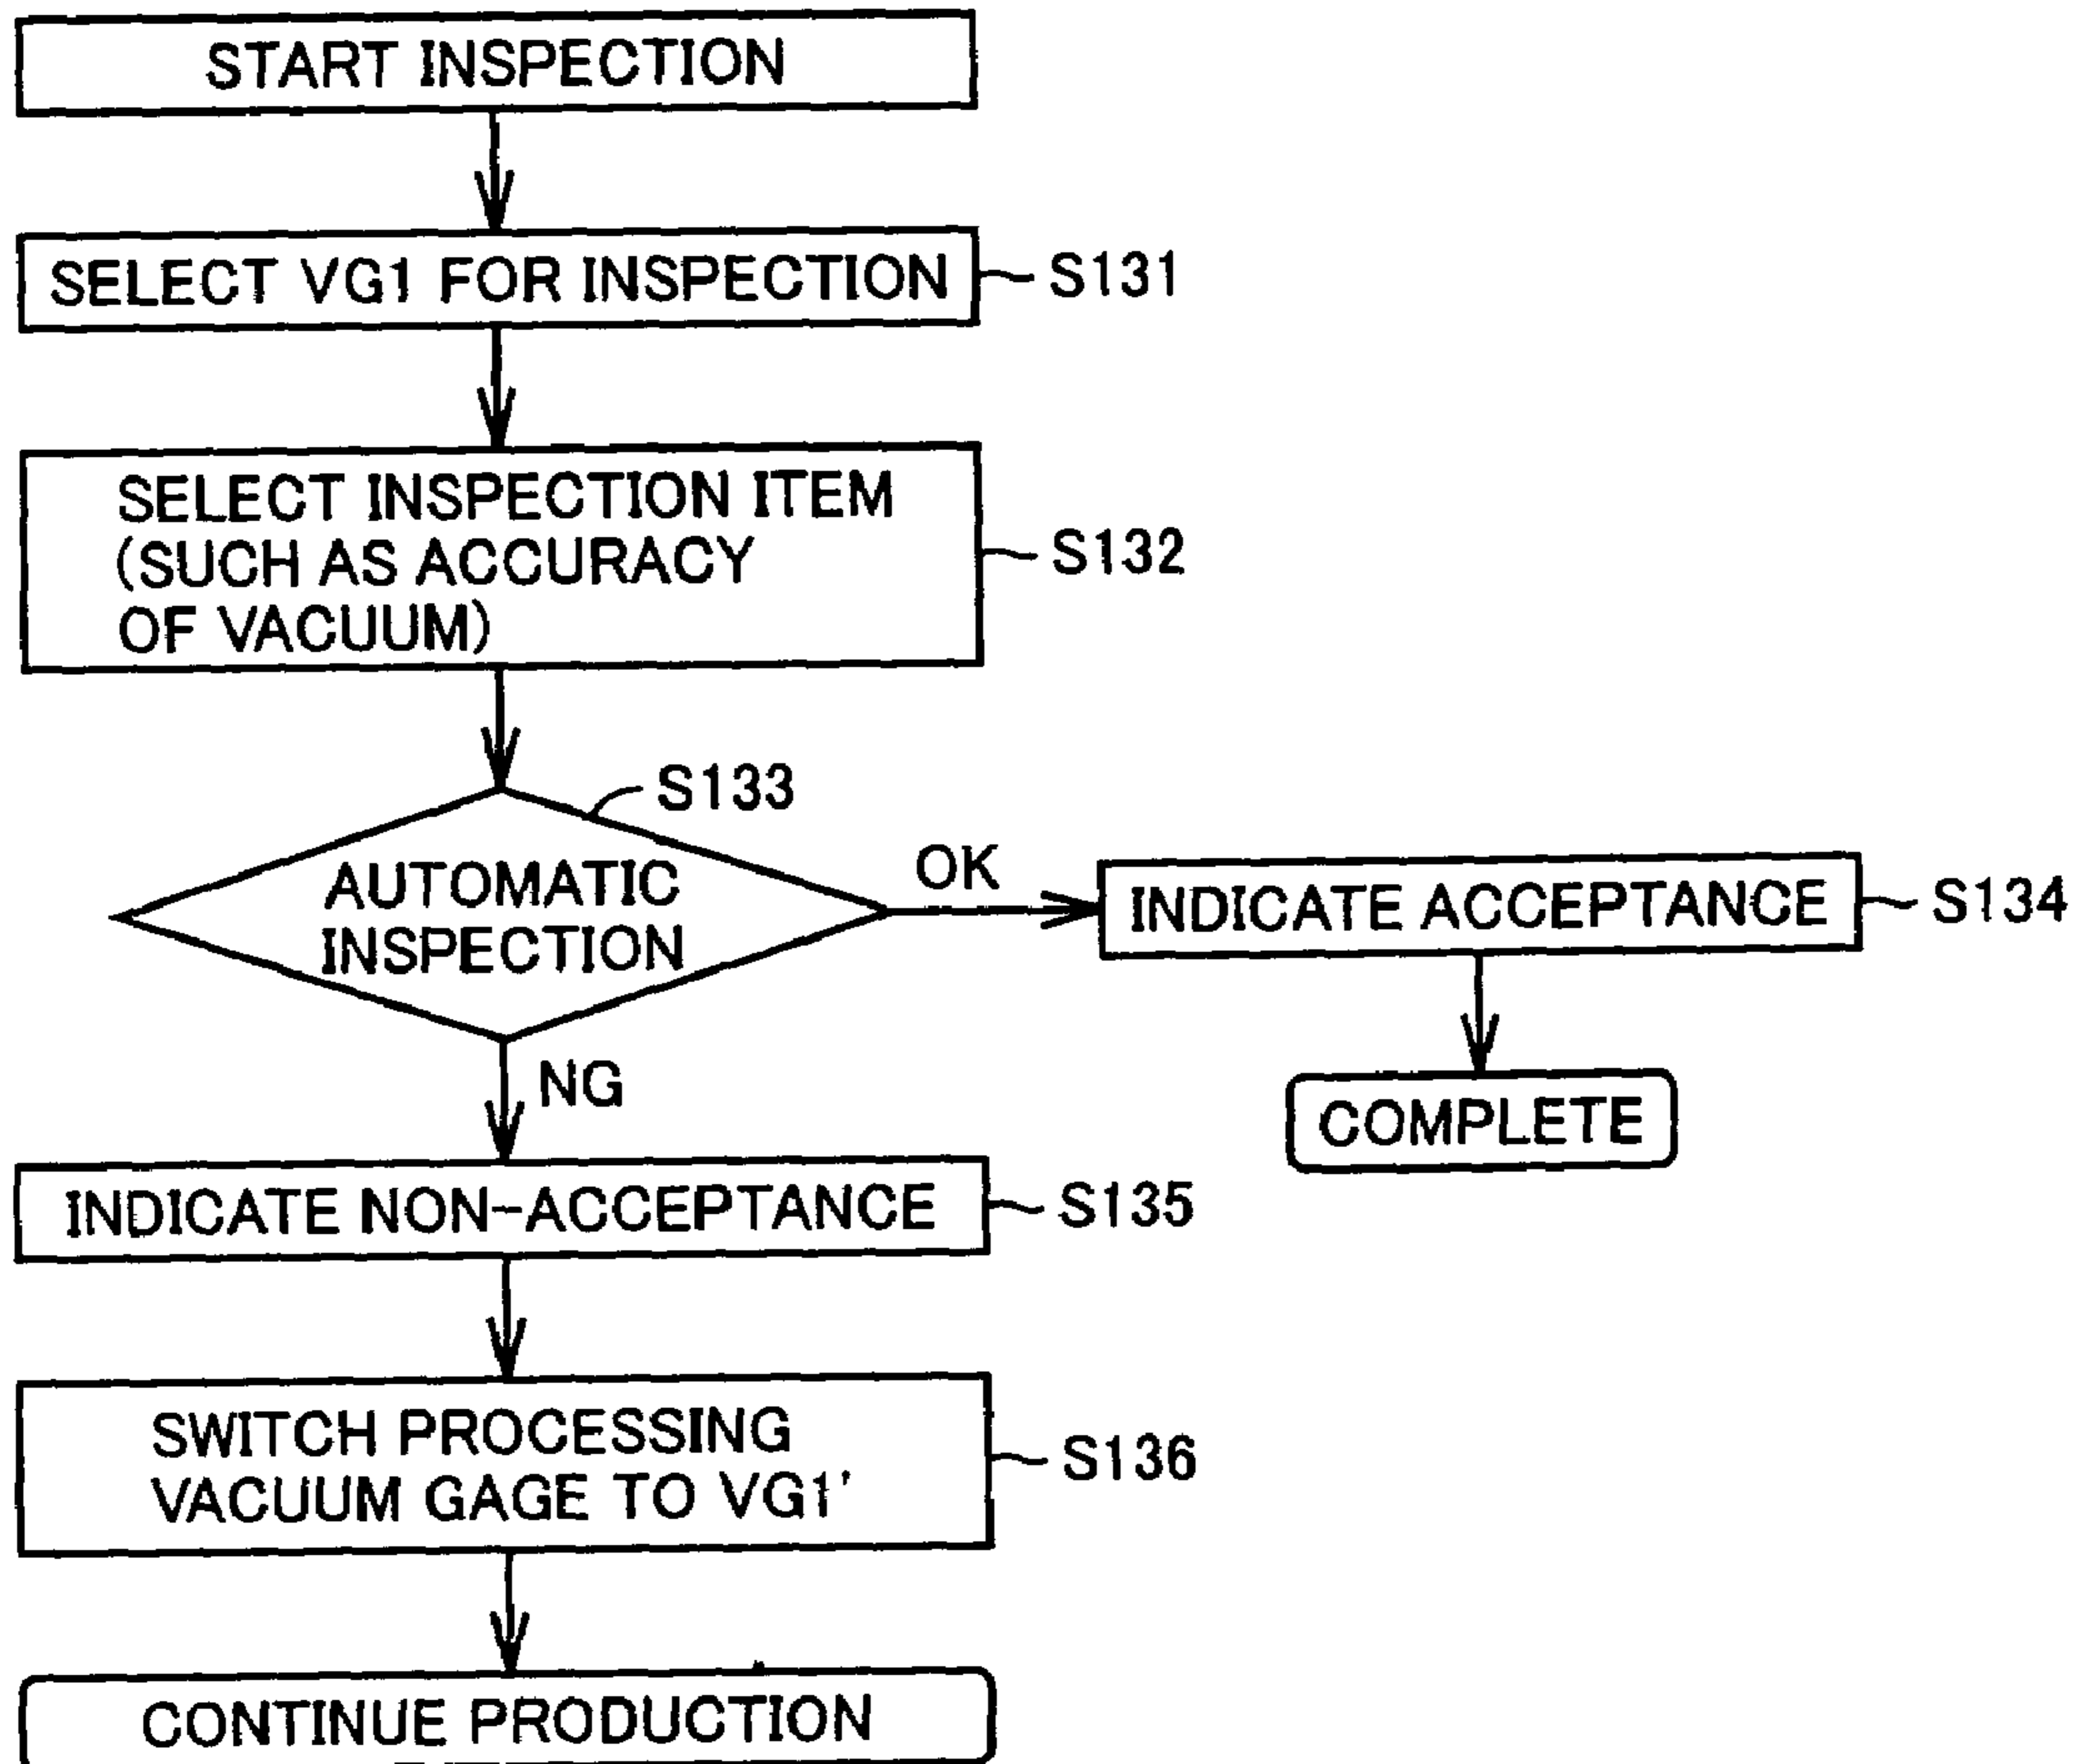 START INSPECTION
SELECT VG1 FOR INSPECTION
S131
SELECT INSPECTION ITEM
(SUCH AS ACCURACY
OF VACUUM)
S132
S133
AUTOMATIC
INSPECTION
OK
INDICATE ACCEPTANCE
S134
COMPLETE
NG
INDICATE NON-ACCEPTANCE
S135
SWITCH PROCESSING
VACUUM GAGE TO VG1'
S136
CONTINUE PRODUCTION